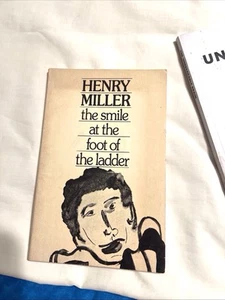 HENRY
MILLER
the smile
at the
foot of
the ladder
UN